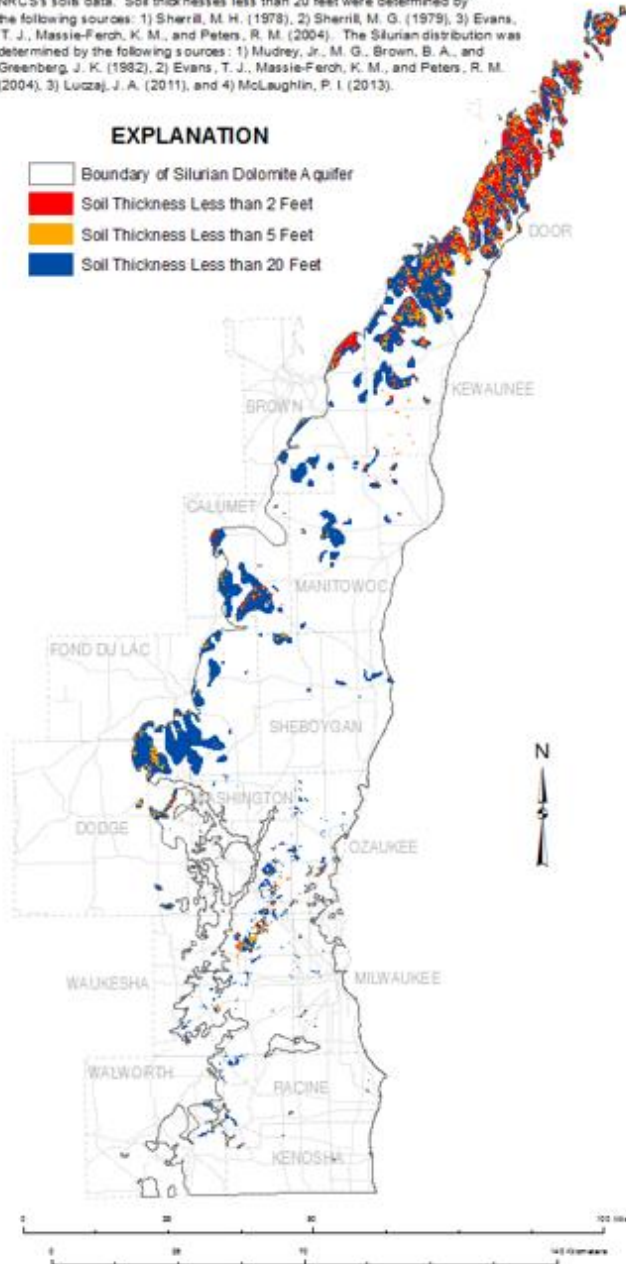 NRCS's soils data. Soil thicknesses less than 20 feet were determined by
the following sources: 1) Sherrill, M. H. (1978), 2) Sherrill, M. G. (1979), 3) Evans,
T. J., Massie-Ferch, K. M., and Peters, R. M. (2004). The Silurian distribution was
determined by the following sources: 1) Mudrey, Jr., M. G., Brown, B. A., and
Greenberg, J. K. (1982), 2) Evans, T. J., Massie-Ferch, K. M., and Peters, R. M.
(2004), 3) Luczaj, J. A. (2011), and 4) McLaughlin, P. I. (2013).
EXPLANATION
Boundary of Silurian Dolomite Aquifer
Soil Thickness Less than 2 Feet
Soil Thickness Less than 5 Feet
Soil Thickness Less than 20 Feet
DOOR
KEWAUNEE
BROWN
CALUMET
MANITOWOC
FOND DU LAC
SHEBOYGAN
N
WASHINGTON
DODGE
OZAUKEE
WAUKESHA
MILWAUKEE
WALWORTH
RACINE
KENOSHA